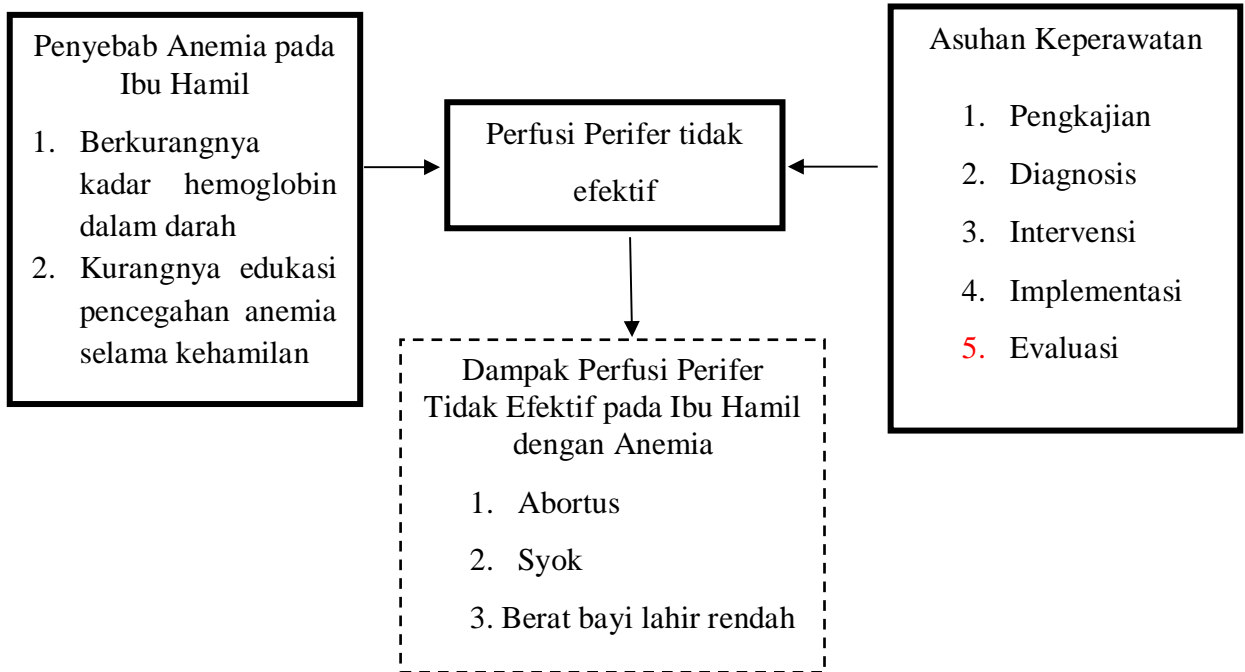 Penyebab Anemia pada
Ibu Hamil
1. Berkurangnya
kadar hemoglobin
dalam darah
2. Kurangnya edukasi
pencegahan anemia
selama kehamilan
Perfusi Perifer tidak
efektif
Asuhan Keperawatan
1. Pengkajian
2. Diagnosis
3. Intervensi
4. Implementasi
5. Evaluasi
Dampak Perfusi Perifer
Tidak Efektif pada Ibu Hamil
dengan Anemia
1. Abortus
2. Syok
3. Berat bayi lahir rendah